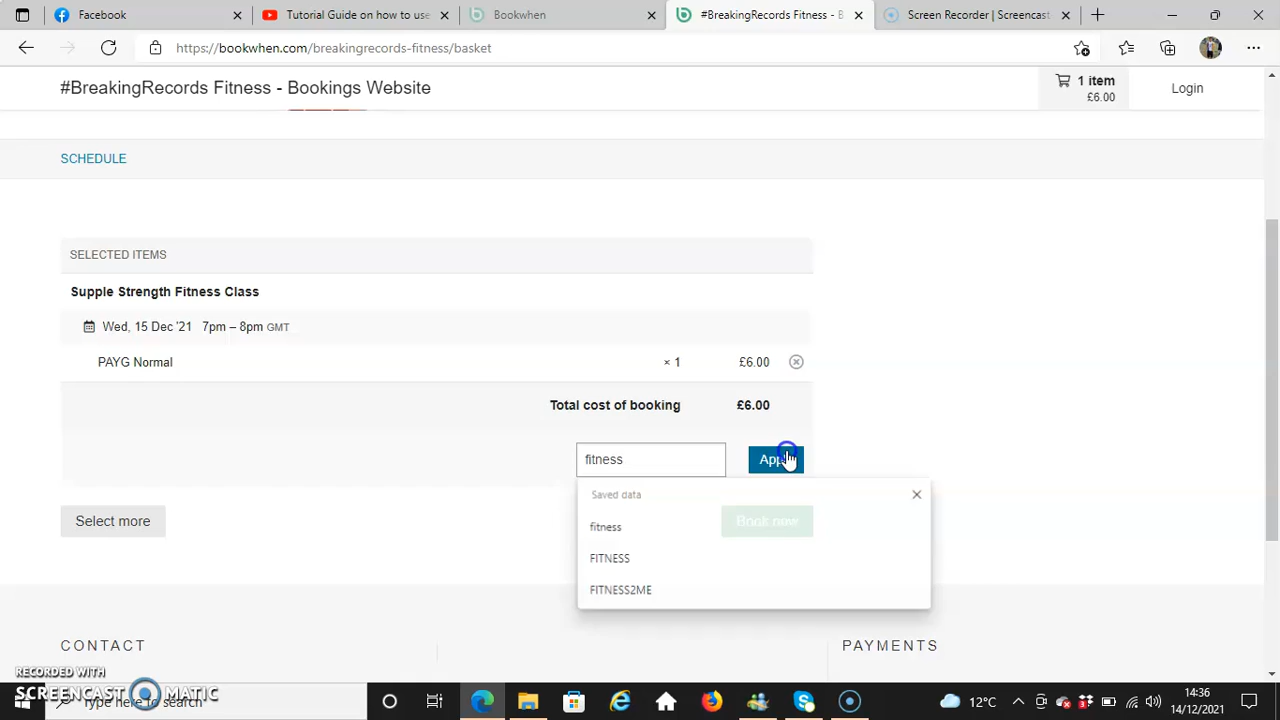 Facebook
Tutorial Guide on how to use
Bookwhen
#BreakingRecords Fitness - B
Screen Recorder | Screencast
https://bookwhen.com/breakingrecords-fitness/basket
#BreakingRecords Fitness - Bookings Website
1 item
£6.00
Login
SCHEDULE
SELECTED ITEMS
Supple Strength Fitness Class
Wed, 15 Dec '21 7pm – 8pm GMT
PAYG Normal × 1 £6.00
Total cost of booking £6.00
fitness
App
Saved data
fitness
FITNESS
FITNESS2ME
Select more
Book now
CONTACT
PAYMENTS
RECORDED WITH
SCREENCAST MATIC
Type here to search
12°C
14:36
14/12/2021